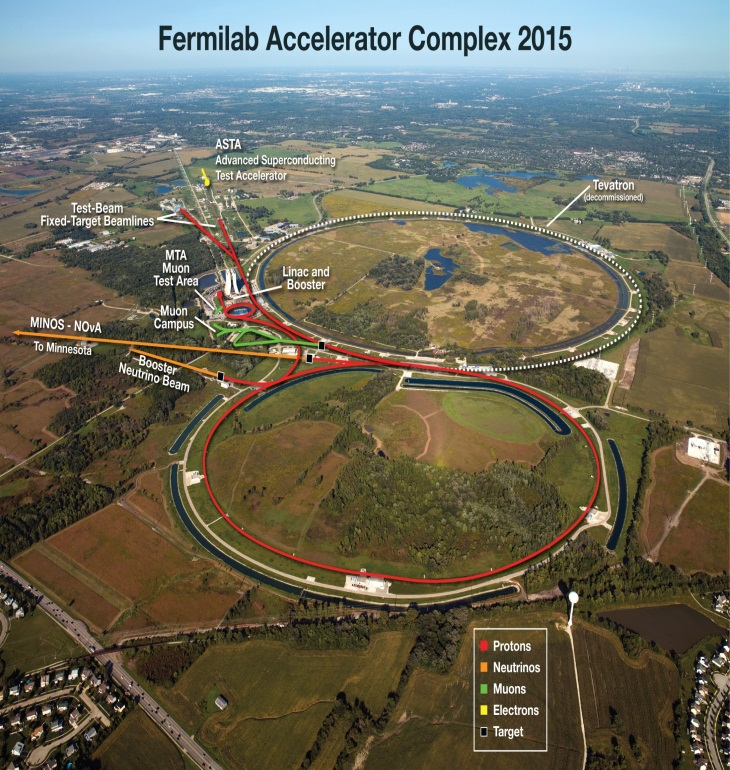 Fermilab Accelerator Complex 2015
ASTA
Advanced Superconducting
Test Accelerator
Tevatron
(decommissioned)
Test-Beam
Fixed-Target Beamlines
MTA
Muon
Test Area
Linac and
Booster
Muon
Campus
MINOS - NOνA
To Minnesota
Booster
Neutrino Beam
Protons
Neutrinos
Muons
Electrons
Target